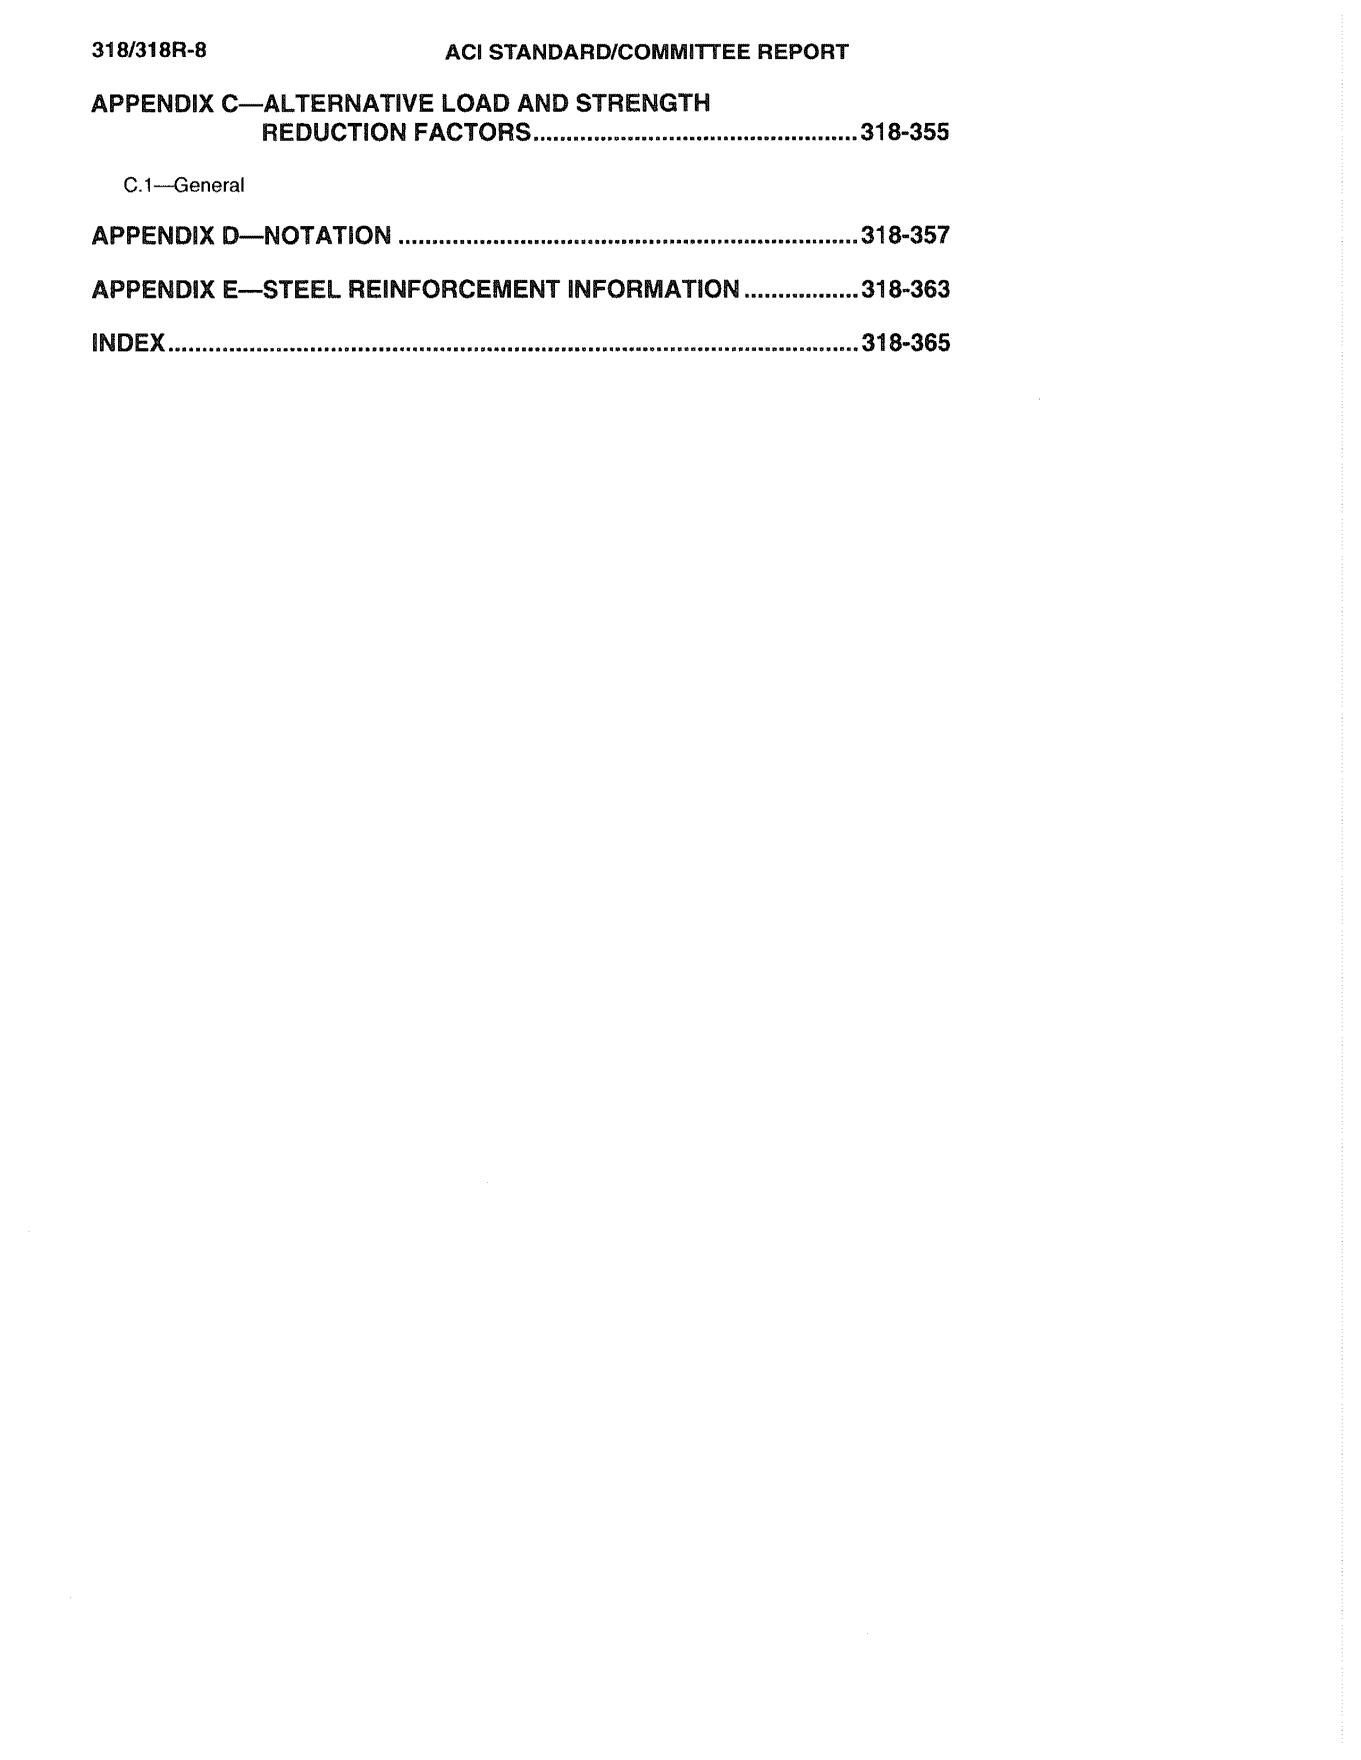 318/318R-8 ACI STANDARD/COMMITTEE REPORT
APPENDIX C—ALTERNATIVE LOAD AND STRENGTH
REDUCTION FACTORS................................................318-355
C.1—General
APPENDIX D—NOTATION ....................................................................318-357
APPENDIX E—STEEL REINFORCEMENT INFORMATION .................318-363
INDEX......................................................................................................318-365